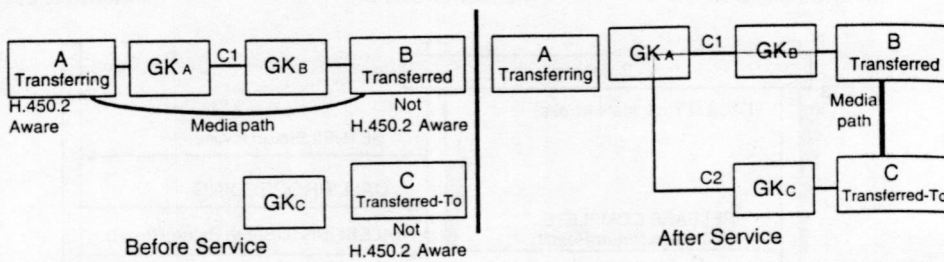 A
Transferring
GKA
C1
GKB
B
Transferred
H.450.2
Aware
Media path
Not
H.450.2 Aware
GKC
C
Transferred-To
Not
H.450.2 Aware
Before Service
A
Transferring
GKA
C1
GKB
B
Transferred
Media
path
C2
GKC
C
Transferred-To
After Service